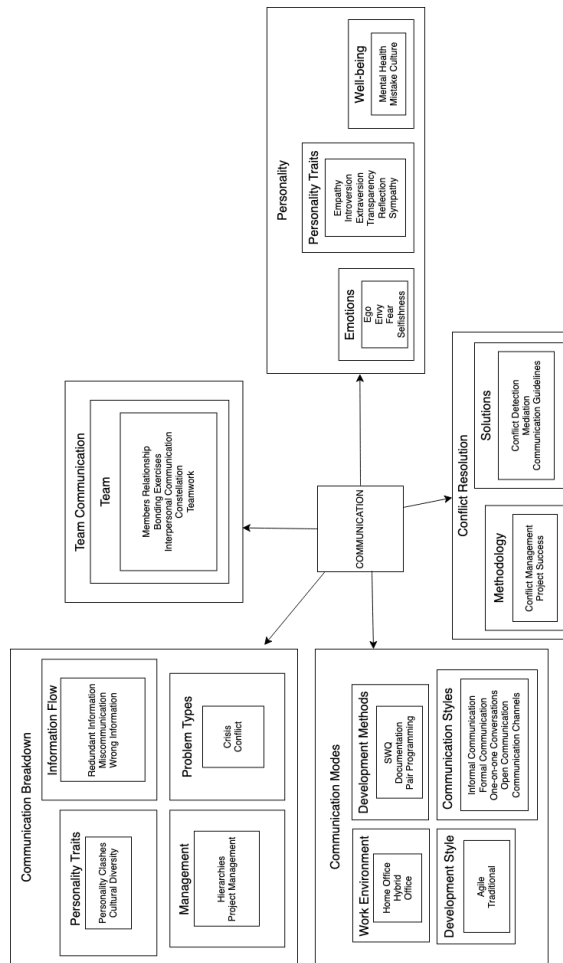 Communication Breakdown
Personality Traits
Personality Clashes
Cultural Diversity
Information Flow
Redundant Information
Miscommunication
Wrong Information
Management
Hierarchies
Project Management
Problem Types
Crisis
Conflict
Team Communication
Team
Members Relationship
Bonding Exercises
Interpersonal Communication
Constellation
Teamwork
Personality
Emotions
Ego
Envy
Fear
Selfishness
Personality Traits
Empathy
Introversion
Extraversion
Transparency
Reflection
Sympathy
Well-being
Mental Health
Mistake Culture
COMMUNICATION
Communication Modes
Work Environment
Home Office
Hybrid
Office
Development Methods
SWQ
Documentation
Pair Programming
Development Style
Agile
Traditional
Communication Styles
Informal Communication
Formal Communication
One-on-one Conversations
Open Communication
Communication Channels
Conflict Resolution
Methodology
Conflict Management
Project Success
Solutions
Conflict Detection
Mediation
Communication Guidelines